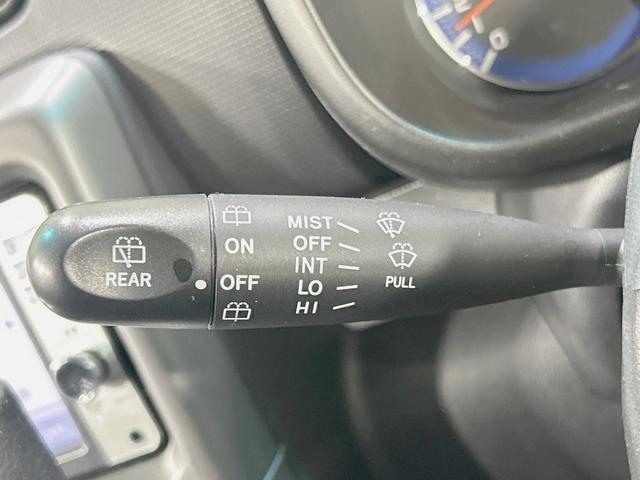 REAR
ON
OFF
MIST
OFF
INT
LO
HI
PULL